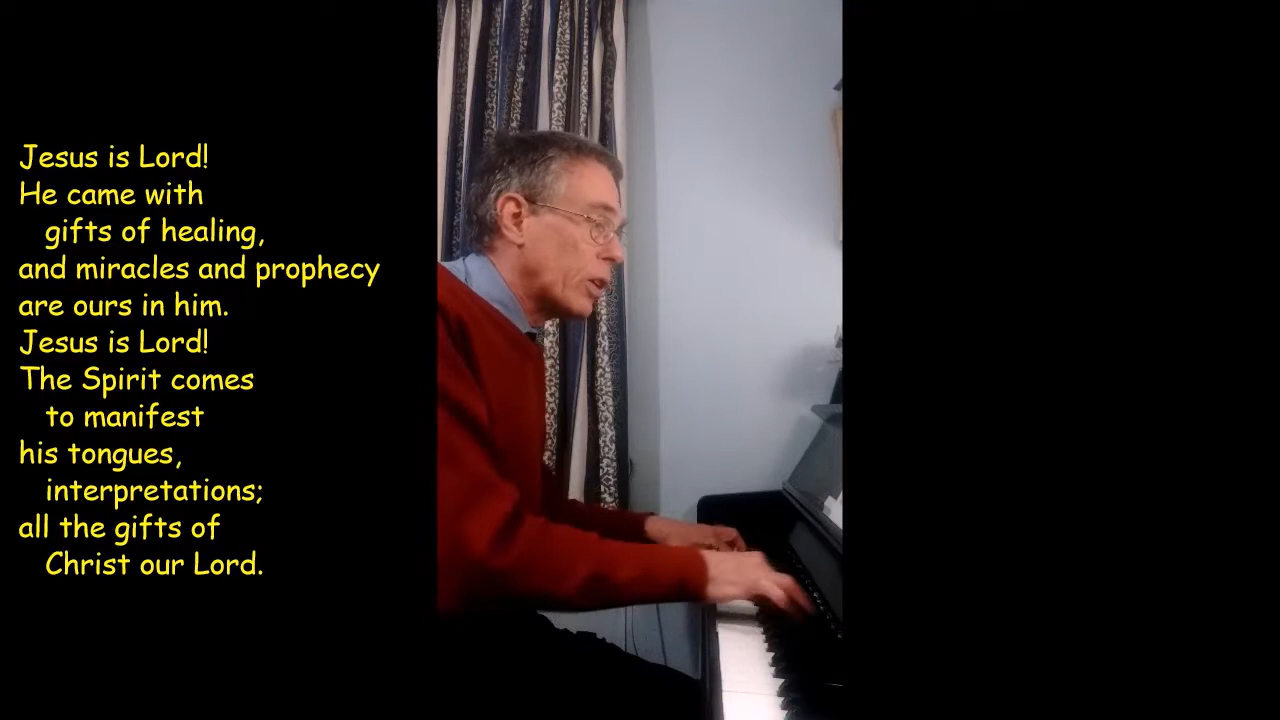 Jesus is Lord!
He came with
gifts of healing,
and miracles and prophecy
are ours in him.
Jesus is Lord!
The Spirit comes
to manifest
his tongues,
interpretations;
all the gifts of
Christ our Lord.